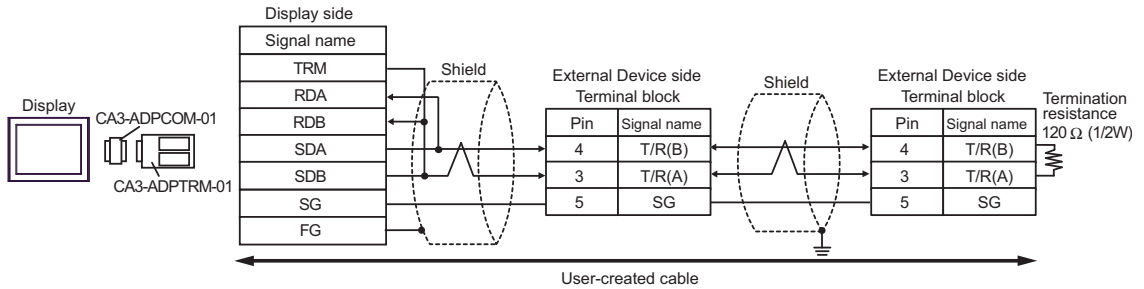 Display side
Signal name
TRM
RDA
RDB
SDA
SDB
SG
FG
Display
CA3-ADPCOM-01
CA3-ADPTRM-01
Shield
External Device side
Terminal block
Pin Signal name
4 T/R(B)
3 T/R(A)
5 SG
Shield
External Device side
Terminal block
Pin Signal name
4 T/R(B)
3 T/R(A)
5 SG
Termination
resistance
120 Ω (1/2W)
User-created cable